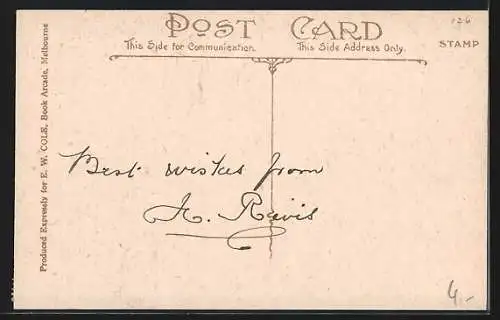 POST CARD
This Side for Communication. This Side Address Only.
STAMP
126
Produced Expressly for E. W. COLE, Book Arcade, Melbourne
Best wishes from
4.-